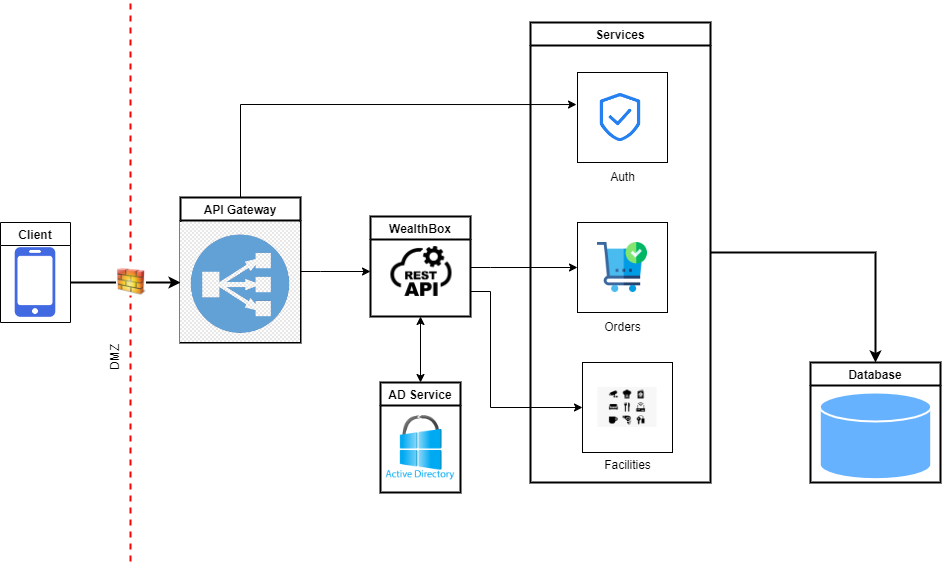 Client
DMZ
API Gateway
WealthBox
REST
API
AD Service
Active Directory
Services
Auth
Orders
Facilities
Database